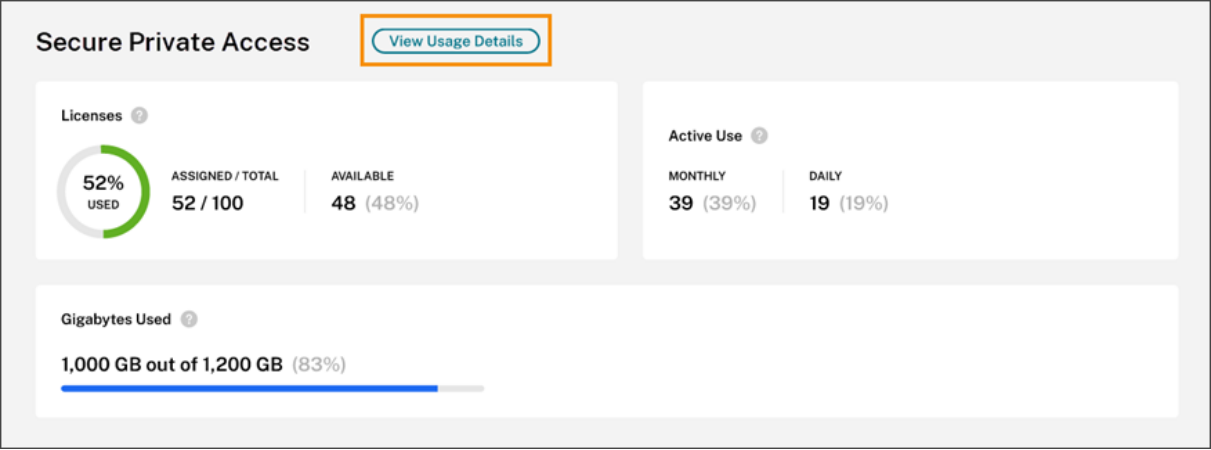 Secure Private Access
View Usage Details
Licenses ?
52%
USED
ASSIGNED / TOTAL
52 / 100
AVAILABLE
48 (48%)
Active Use ?
MONTHLY
39 (39%)
DAILY
19 (19%)
Gigabytes Used ?
1,000 GB out of 1,200 GB (83%)